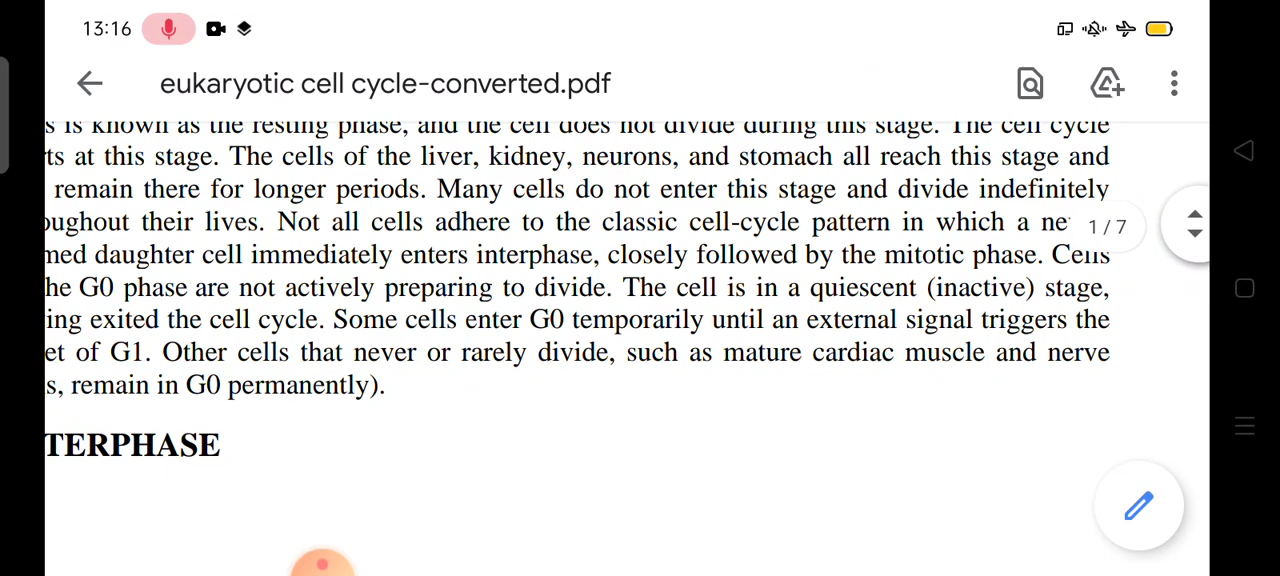 13:16
eukaryotic cell cycle-converted.pdf
s is known as the resting phase, and the cell does not divide during this stage. The cell cycle
ts at this stage. The cells of the liver, kidney, neurons, and stomach all reach this stage and
remain there for longer periods. Many cells do not enter this stage and divide indefinitely
oughout their lives. Not all cells adhere to the classic cell-cycle pattern in which a ne
1 / 7
med daughter cell immediately enters interphase, closely followed by the mitotic phase. Cells
he G0 phase are not actively preparing to divide. The cell is in a quiescent (inactive) stage,
ing exited the cell cycle. Some cells enter G0 temporarily until an external signal triggers the
et of G1. Other cells that never or rarely divide, such as mature cardiac muscle and nerve
s, remain in G0 permanently).
TERPHASE